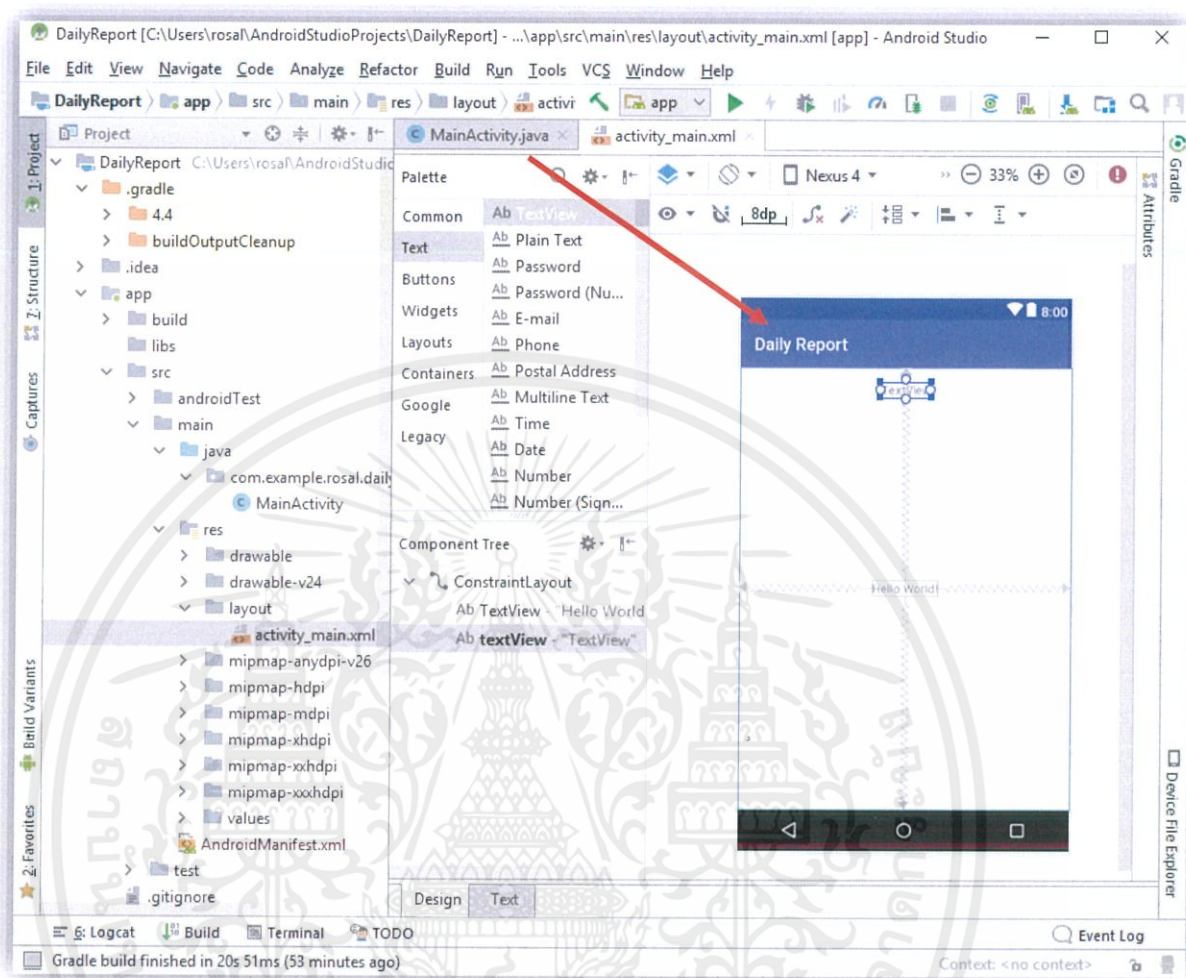 DailyReport [C:\Users\rosal\AndroidStudioProjects\DailyReport] - ...\app\src\main\res\layout\activity_main.xml [app] - Android Studio
File Edit View Navigate Code Analyze Refactor Build Run Tools VCS Window Help
DailyReport app src main res layout activi app
1: Project
Z: Structure
Captures
Build Variants
2: Favorites
Project
DailyReport C:\Users\rosal\AndroidStudic
.gradle
4.4
buildOutputCleanup
.idea
app
build
libs
src
androidTest
main
java
com.example.rosal.daily
MainActivity
res
drawable
drawable-v24
layout
activity_main.xml
mipmap-anydpi-v26
mipmap-hdpi
mipmap-mdpi
mipmap-xhdpi
mipmap-xxhdpi
mipmap-xxxhdpi
values
AndroidManifest.xml
test
.gitignore
MainActivity.java activity_main.xml
Palette
Common
Text
Buttons
Widgets
Layouts
Containers
Google
Legacy
Ab TextView
Ab Plain Text
Ab Password
Ab Password (Nu...
Ab E-mail
Ab Phone
Ab Postal Address
Ab Multiline Text
Ab Time
Ab Date
Ab Number
Ab Number (Sign...
Component Tree
ConstraintLayout
Ab TextView - "Hello World
Ab textView - "TextView"
Nexus 4 33%
8dp
8:00
Daily Report
TextView
Hello World!
Design Text
Gradle
Attributes
Device File Explorer
6: Logcat Build Terminal TODO
Event Log
Gradle build finished in 20s 51ms (53 minutes ago)
Context: <no context>